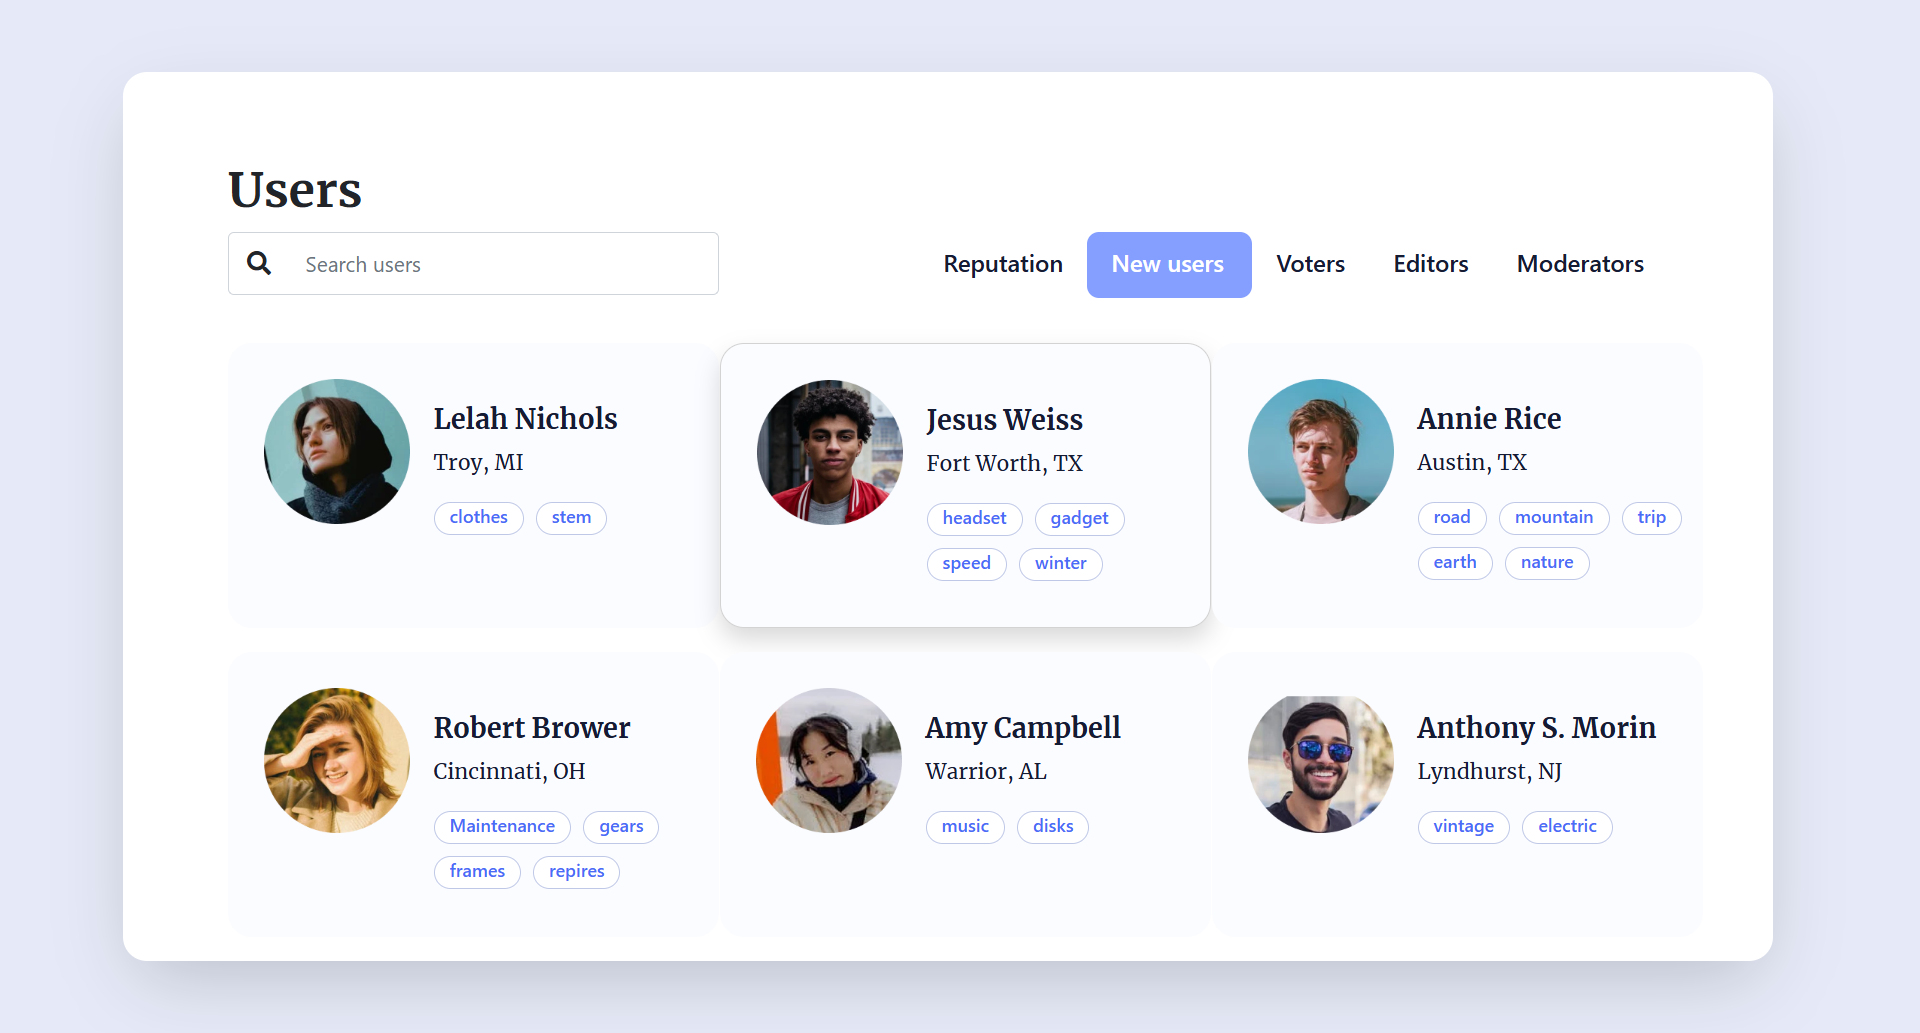 Users
Search users
Reputation New users Voters Editors Moderators
Lelah Nichols
Troy, MI
clothes stem
Jesus Weiss
Fort Worth, TX
headset gadget
speed winter
Annie Rice
Austin, TX
road mountain trip
earth nature
Robert Brower
Cincinnati, OH
Maintenance gears
frames repires
Amy Campbell
Warrior, AL
music disks
Anthony S. Morin
Lyndhurst, NJ
vintage electric